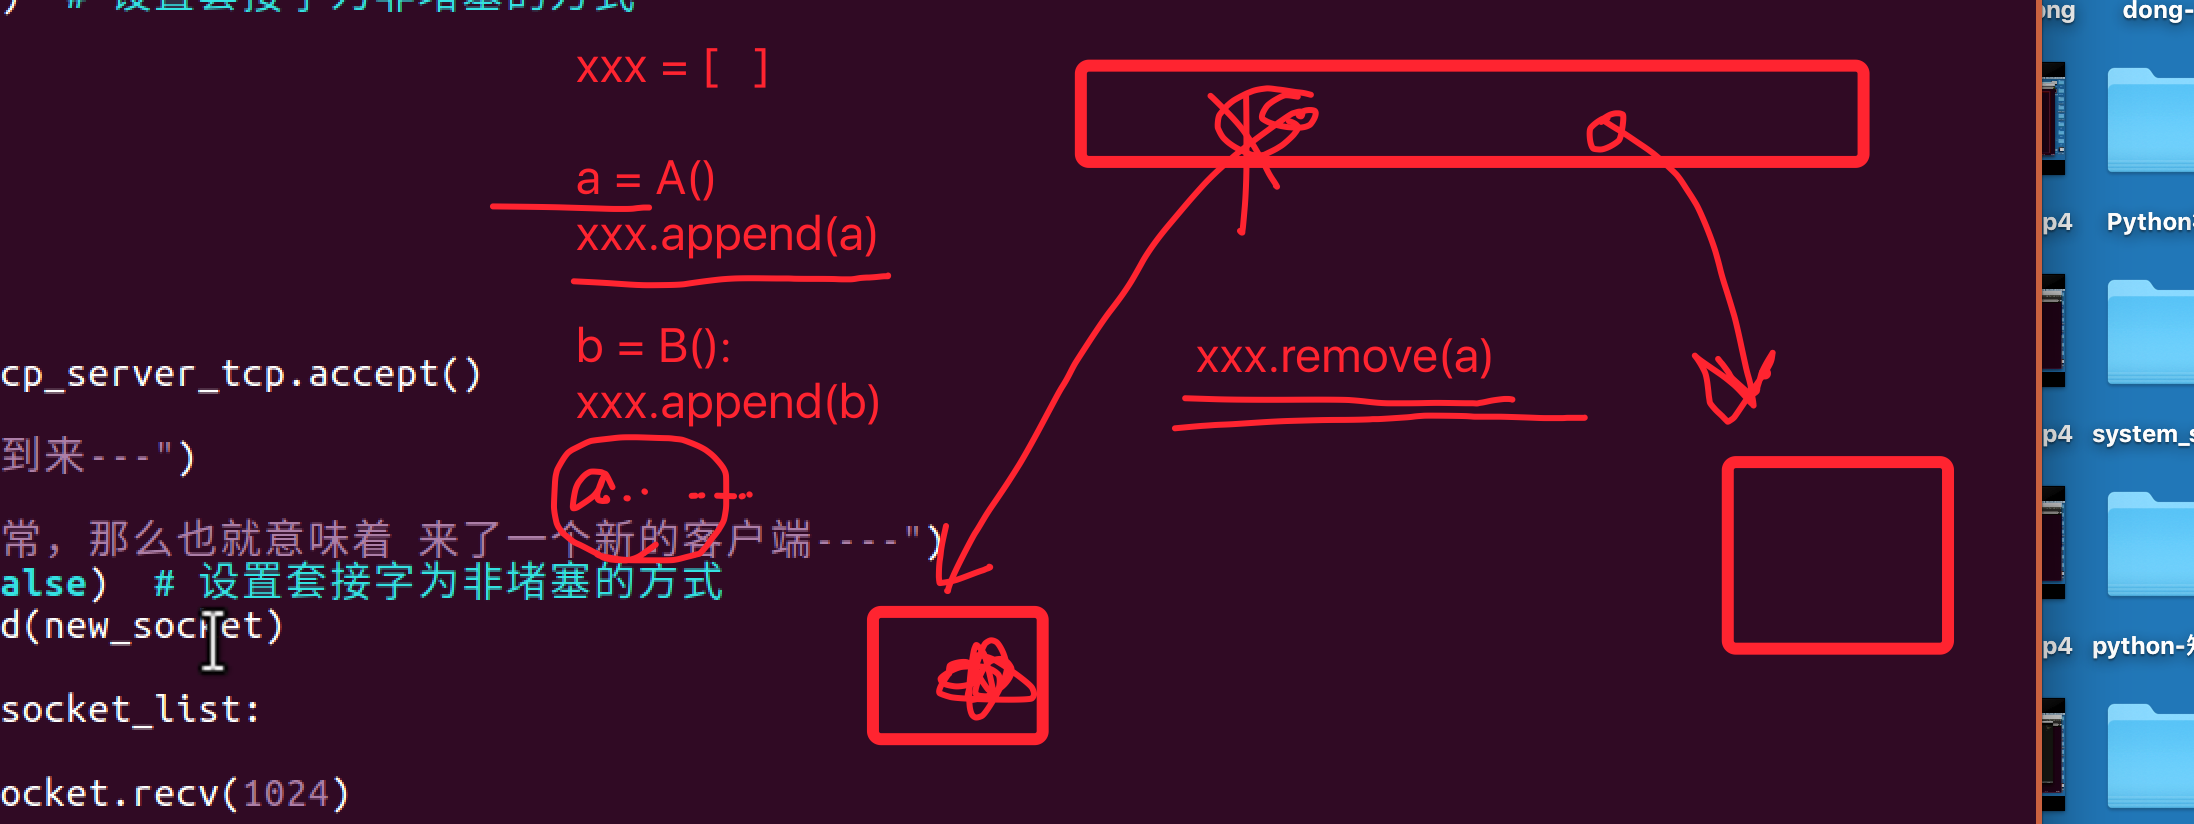 )  # 设置套接字为非堵塞的方式
xxx = [ ]
a = A()
xxx.append(a)
b = B():
xxx.append(b)
xxx.remove(a)
a
cp_server_tcp.accept()
到来---")
常，那么也就意味着 来了一个新的客户端----")
alse)  # 设置套接字为非堵塞的方式
d(new_socket)
socket_list:
ocket.recv(1024)
ong
dong-
p4
Python
p4
system_s
p4
python-矢